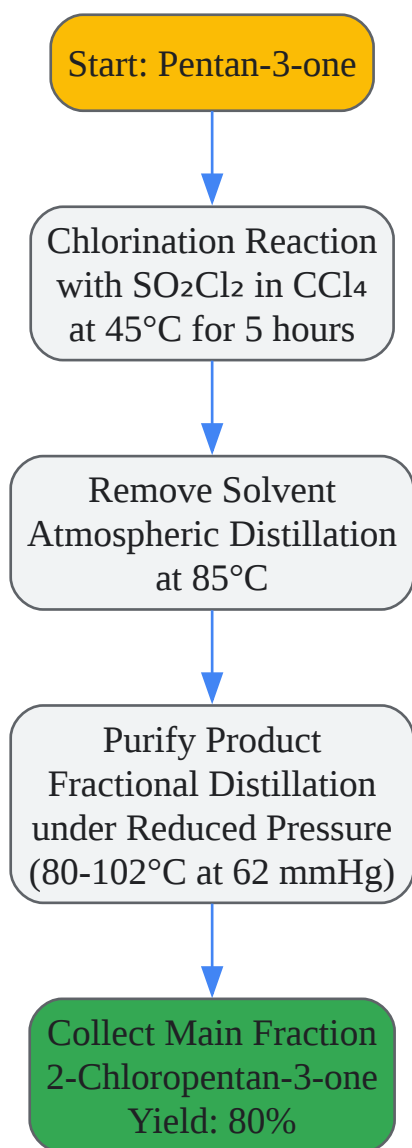 Start: Pentan-3-one
Chlorination Reaction
with SO₂Cl₂ in CCl₄
at 45°C for 5 hours
Remove Solvent
Atmospheric Distillation
at 85°C
Purify Product
Fractional Distillation
under Reduced Pressure
(80-102°C at 62 mmHg)
Collect Main Fraction
2-Chloropentan-3-one
Yield: 80%